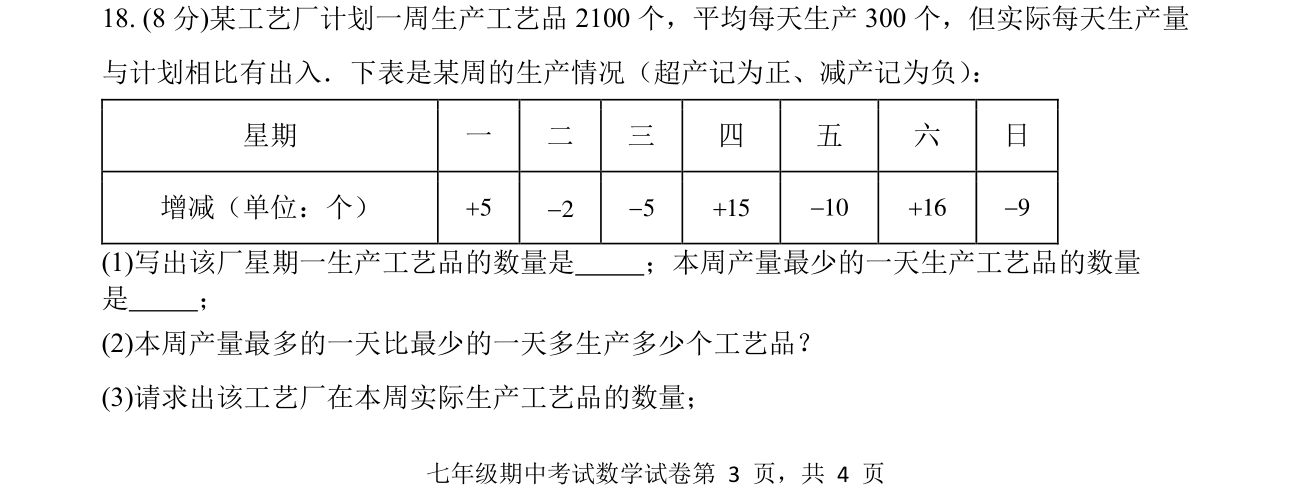 18. (8 分)某工艺厂计划一周生产工艺品 2100 个，平均每天生产 300 个，但实际每天生产量
与计划相比有出入．下表是某周的生产情况（超产记为正、减产记为负）：
星期 一 二 三 四 五 六 日
增减（单位：个） +5 −2 −5 +15 −10 +16 −9
(1)写出该厂星期一生产工艺品的数量是_____；本周产量最少的一天生产工艺品的数量
是_____；
(2)本周产量最多的一天比最少的一天多生产多少个工艺品？
(3)请求出该工艺厂在本周实际生产工艺品的数量；
七年级期中考试数学试卷第 3 页，共 4 页